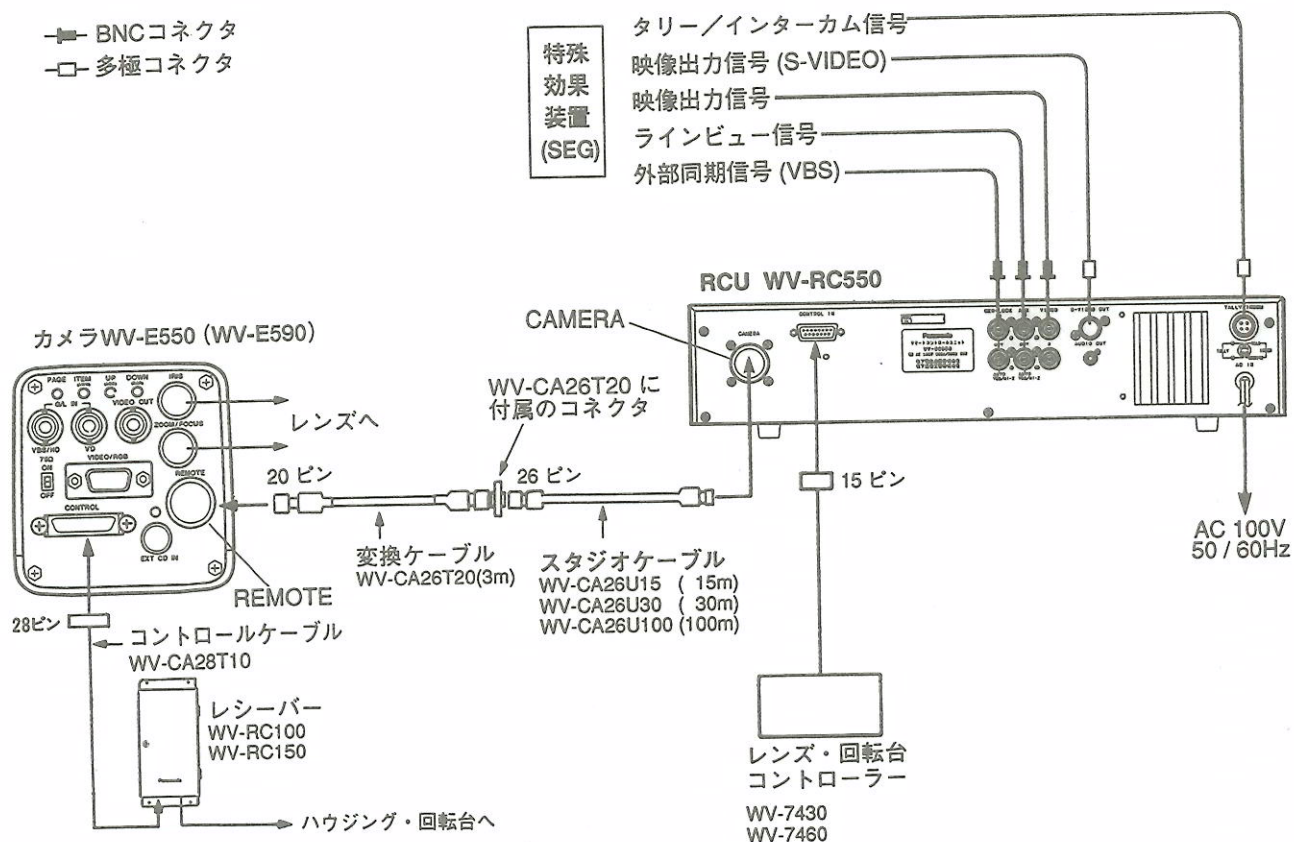 BNCコネクタ
多極コネクタ
特殊
効果
装置
(SEG)
タリー／インターカム信号
映像出力信号 (S-VIDEO)
映像出力信号
ラインビュー信号
外部同期信号 (VBS)
RCU WV-RC550
CAMERA
CAMERA
CONTROL IN
S-VIDEO OUT
AUDIO OUT
VIDEO
Panasonic
AC IN
カメラWV-E550 (WV-E590)
PAGE
ITEM
UP
DOWN
IRIS
G/L IN
VIDEO OUT
VBS/HD
VD
ZOOM/FOCUS
75Ω
ON
OFF
VIDEO/RGB
REMOTE
CONTROL
EXT CD IN
レンズへ
WV-CA26T20 に
付属のコネクタ
20 ピン
26 ピン
15 ピン
変換ケーブル
WV-CA26T20(3m)
スタジオケーブル
WV-CA26U15 ( 15m)
WV-CA26U30 ( 30m)
WV-CA26U100 (100m)
AC 100V
50 / 60Hz
REMOTE
28ピン
コントロールケーブル
WV-CA28T10
レシーバー
WV-RC100
WV-RC150
ハウジング・回転台へ
レンズ・回転台
コントローラー
WV-7430
WV-7460